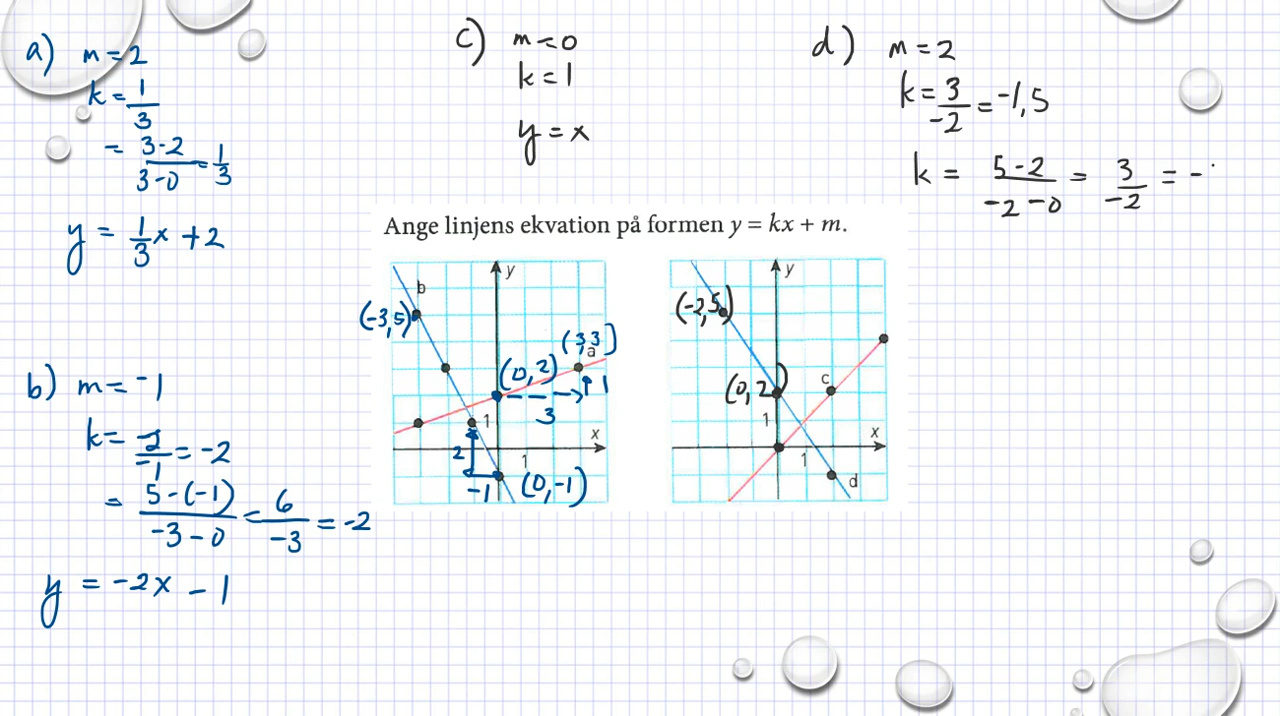 a) m = 2
k = 1/3
= 3-2/3-0 = 1/3
y = 1/3 x + 2
b) m = -1
k = 2/-1 = -2
= 5-(-1)/-3-0 = 6/-3 = -2
y = -2x - 1
c) m = 0
k = 1
y = x
d) m = 2
k = 3/-2 = -1,5
k = 5-2/-2-0 = 3/-2 = -
Ange linjens ekvation på formen y = kx + m.
y
b
(-3,5)
(3,3)
a
(0,2)
1
3
1
x
2
1
-1
(0,-1)
y
(-2,5)
c
(0,2)
1
x
1
d